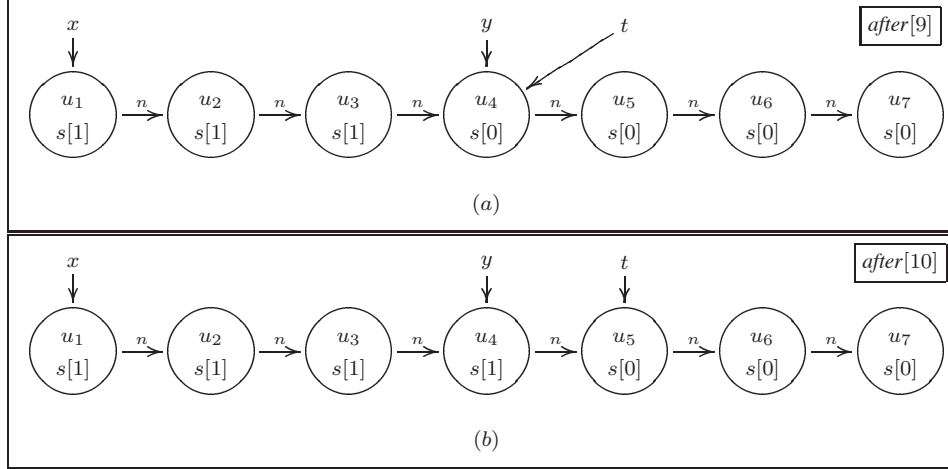 x y t after[9]
n n n n n n
u₁ u₂ u₃ u₄ u₅ u₆ u₇
s[1] s[1] s[1] s[0] s[0] s[0] s[0]
(a)
x y t after[10]
n n n n n n
u₁ u₂ u₃ u₄ u₅ u₆ u₇
s[1] s[1] s[1] s[1] s[0] s[0] s[0]
(b)